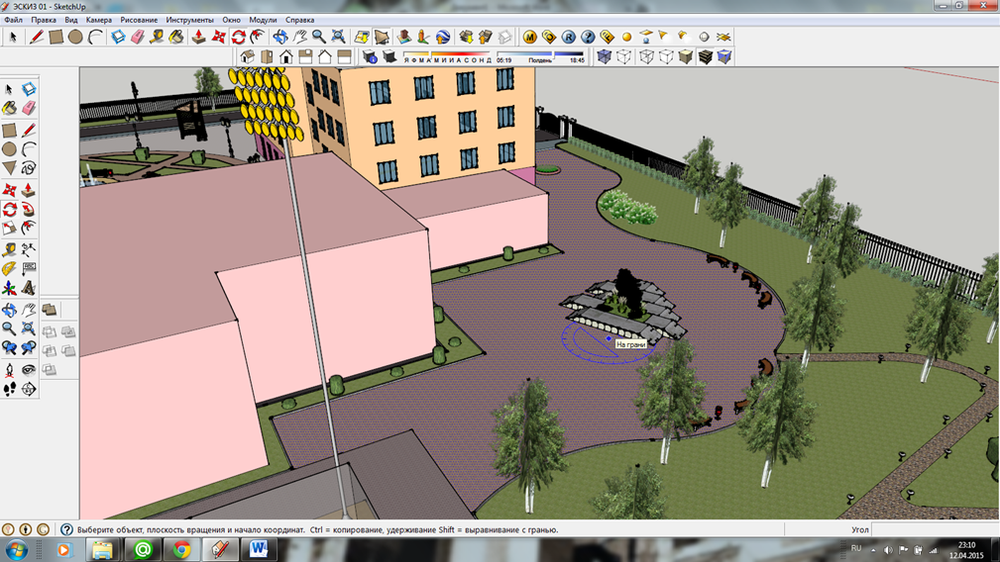 ЭСКИЗ 01 - SketchUp
Файл Правка Вид Камера Рисование Инструменты Окно Модули Справка
Я Ф М А М И И А С О Н Д 05:19 Полдень 18:45
На грани
Выберите объект, плоскость вращения и начало координат. Ctrl = копирование, удерживание Shift = выравнивание с гранью.
Угол
RU
23:10
12.04.2015